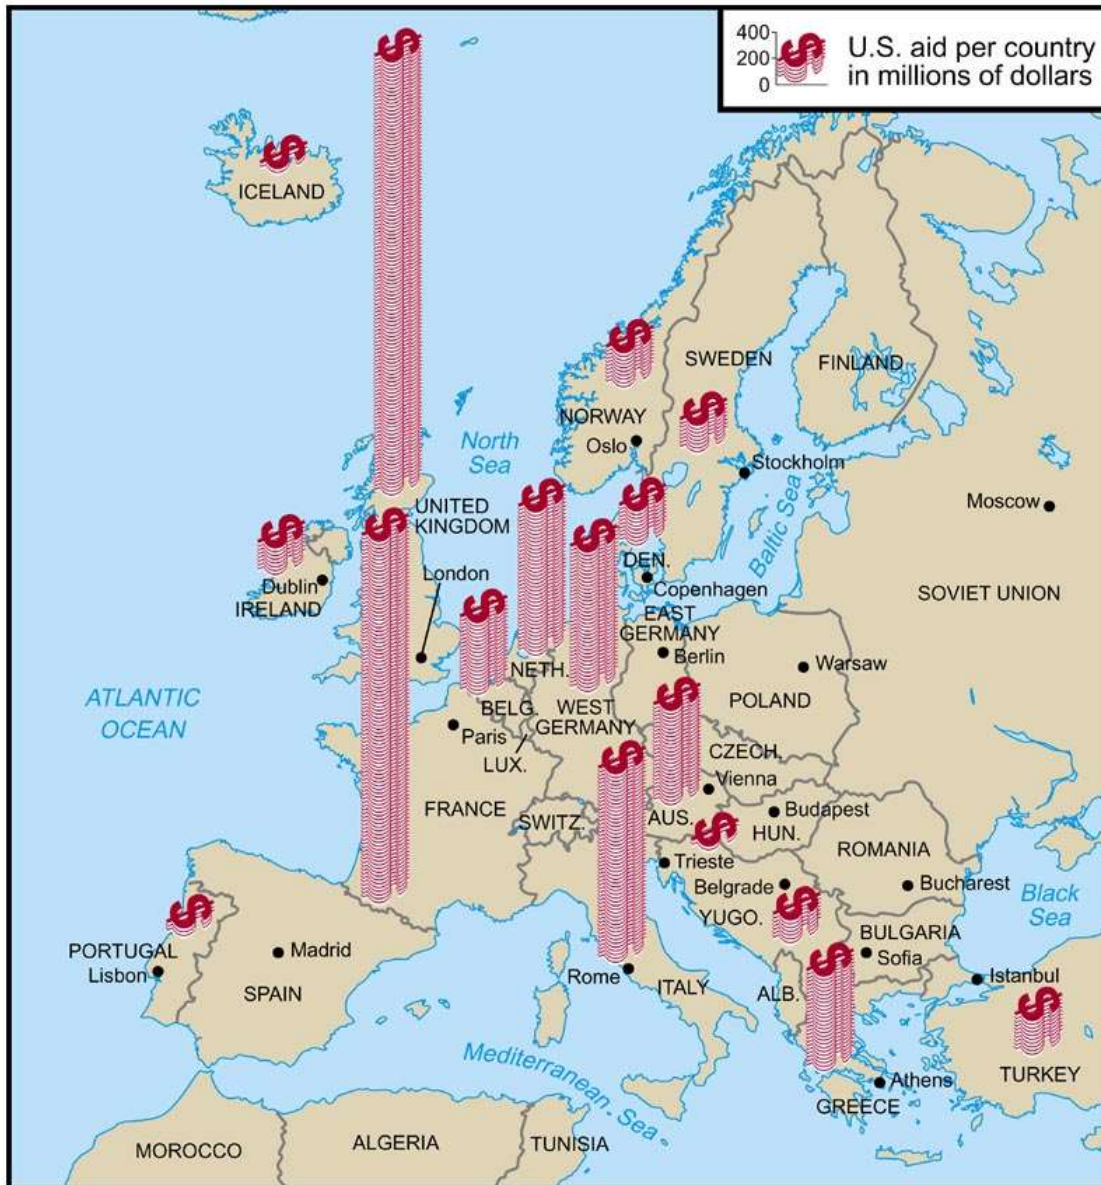 400
200
0
U.S. aid per country
in millions of dollars
$
$
ICELAND
$
$
SWEDEN
FINLAND
$
NORWAY
Oslo
North
Sea
Stockholm
Baltic Sea
Moscow
$
$
UNITED
KINGDOM
$
$
$
DEN.
London
Dublin
IRELAND
Copenhagen
SOVIET UNION
$
EAST
GERMANY
Berlin
Warsaw
NETH.
$
ATLANTIC
OCEAN
BELG.
WEST
GERMANY
POLAND
Paris
LUX.
$
CZECH.
Vienna
FRANCE
SWITZ.
AUS.
Budapest
HUN.
$
ROMANIA
Trieste
Belgrade
Bucharest
Black
Sea
$
$
YUGO.
BULGARIA
Sofia
PORTUGAL
Lisbon
Madrid
SPAIN
$
Rome
ITALY
ALB.
Istanbul
$
Mediterranean Sea
TURKEY
Athens
GREECE
MOROCCO
ALGERIA
TUNISIA